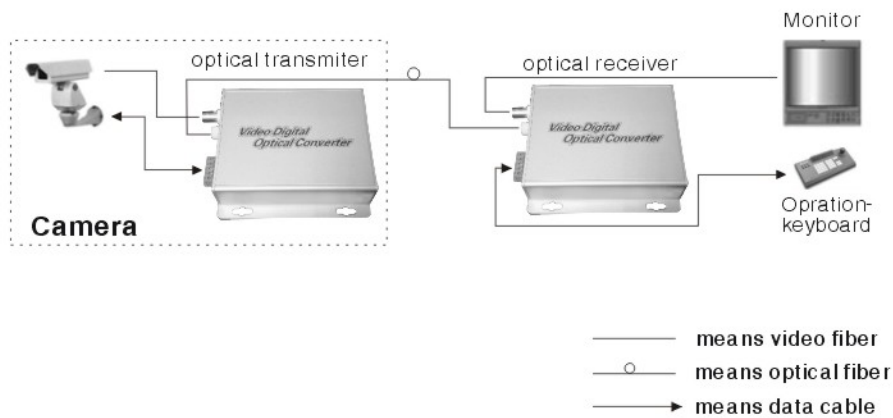 Monitor
optical transmiter
optical receiver
Video Digital
Optical Converter
Video Digital
Optical Converter
Opration-
keyboard
Camera
means video fiber
means optical fiber
means data cable